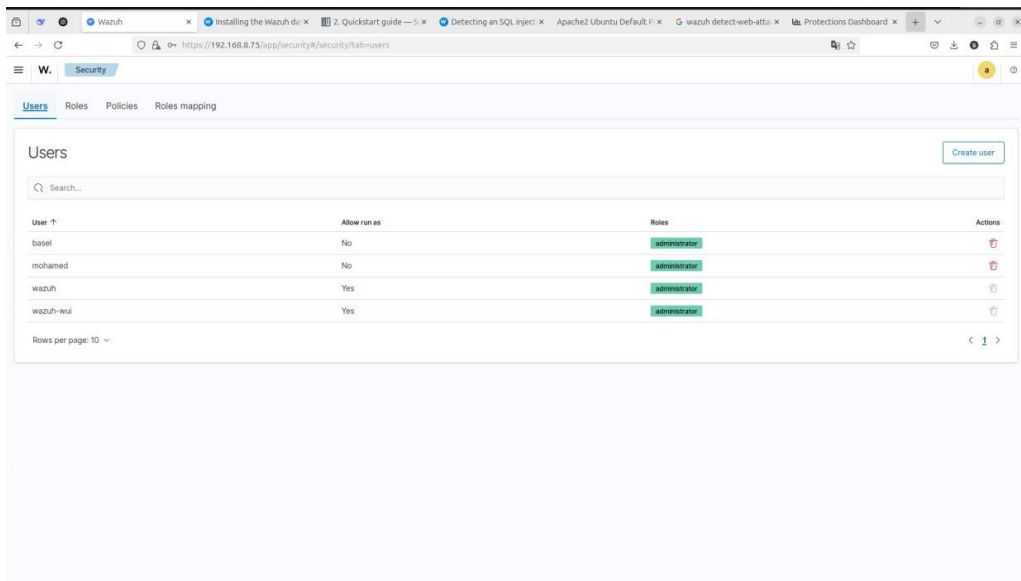 Wazuh
Installing the Wazuh da
2. Quickstart guide — S
Detecting an SQL inject
Apache2 Ubuntu Default P
wazuh detect-web-atta
Protections Dashboard
https://192.168.8.75/app/security#/security?tab=users
W.
Security
a
Users
Roles
Policies
Roles mapping
Users
Create user
Search...
User
Allow run as
Roles
Actions
basel
No
administrator
mohamed
No
administrator
wazuh
Yes
administrator
wazuh-wui
Yes
administrator
Rows per page: 10
1